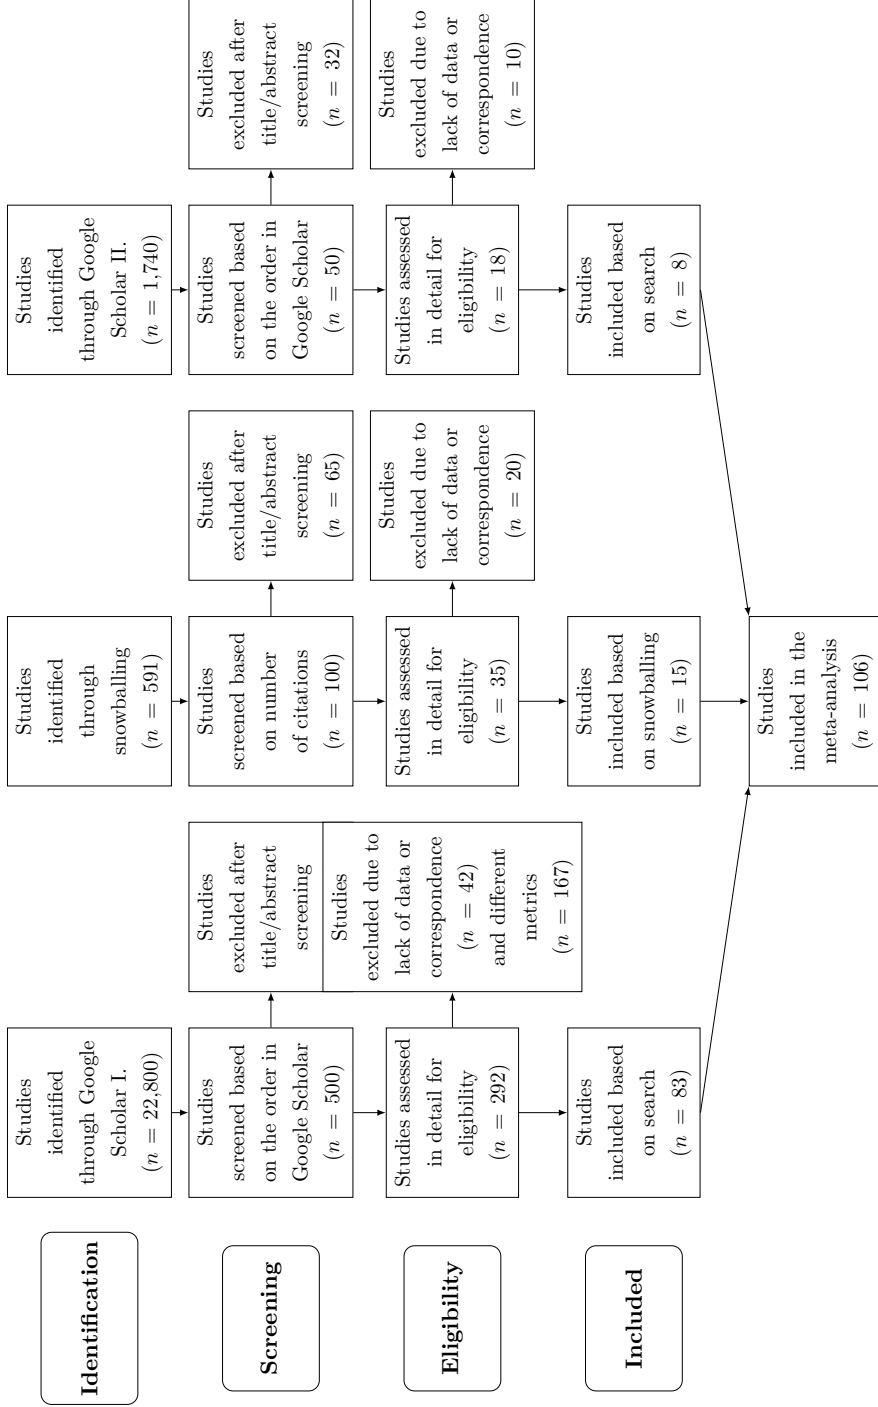 Identification
Studies
identified
through Google
Scholar I.
(n = 22,800)
Studies
identified
through
snowballing
(n = 591)
Studies
identified
through Google
Scholar II.
(n = 1,740)
Screening
Studies
screened based
on the order in
Google Scholar
(n = 500)
Studies
excluded after
title/abstract
screening
Studies
screened based
on number
of citations
(n = 100)
Studies
excluded after
title/abstract
screening
(n = 65)
Studies
screened based
on the order in
Google Scholar
(n = 50)
Studies
excluded after
title/abstract
screening
(n = 32)
Eligibility
Studies assessed
in detail for
eligibility
(n = 292)
Studies
excluded due to
lack of data or
correspondence
(n = 42)
and different
metrics
(n = 167)
Studies assessed
in detail for
eligibility
(n = 35)
Studies
excluded due to
lack of data or
correspondence
(n = 20)
Studies assessed
in detail for
eligibility
(n = 18)
Studies
excluded due to
lack of data or
correspondence
(n = 10)
Included
Studies
included based
on search
(n = 83)
Studies
included based
on snowballing
(n = 15)
Studies
included based
on search
(n = 8)
Studies
included in the
meta-analysis
(n = 106)